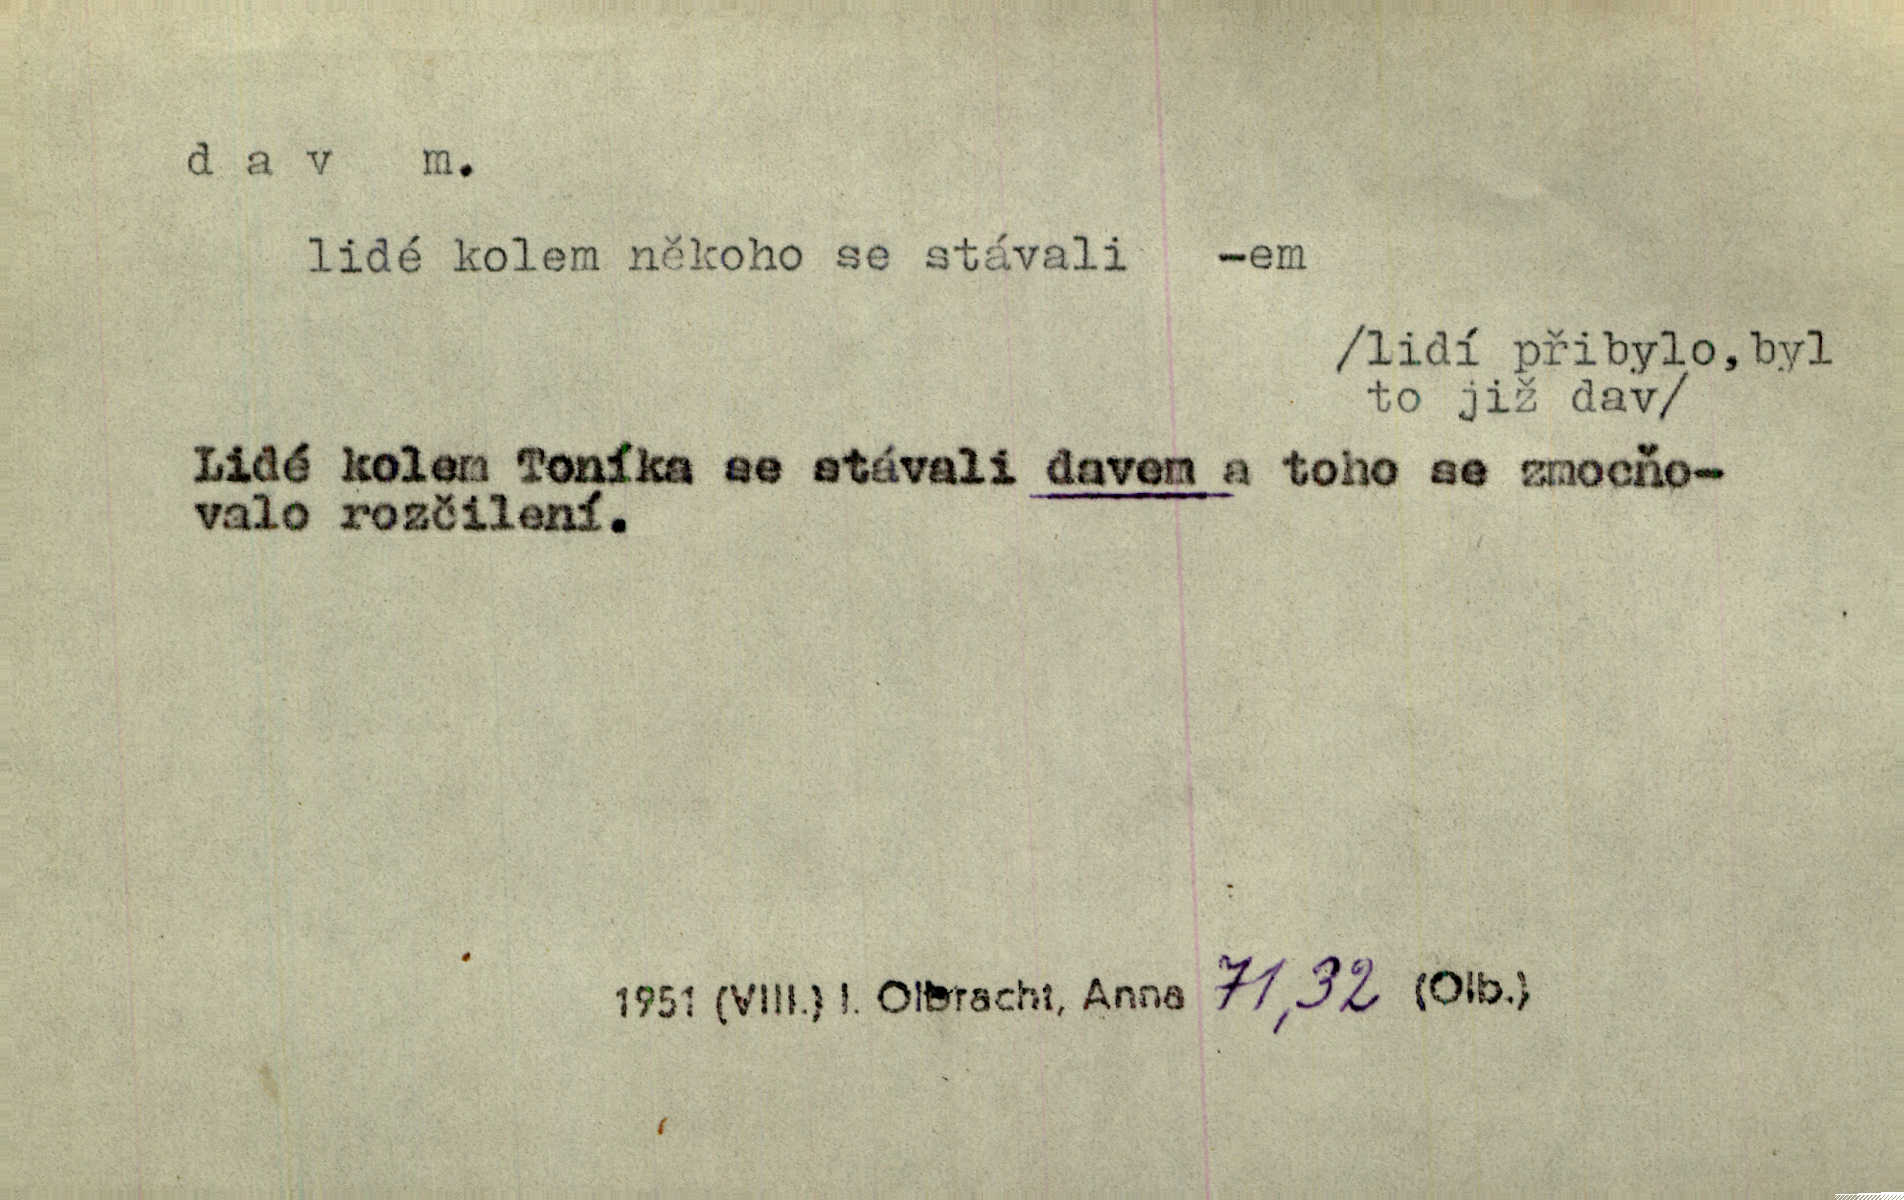 d a v m.
lidé kolem někoho se stávali -em
/lidí přibylo, byl
to již dav/
Lidé kolem Toníka se stávali davem a toho se zmocňo-
valo rozčilení.
1951 (VIII.) I. Olbracht, Anna 71,32 (Olb.)